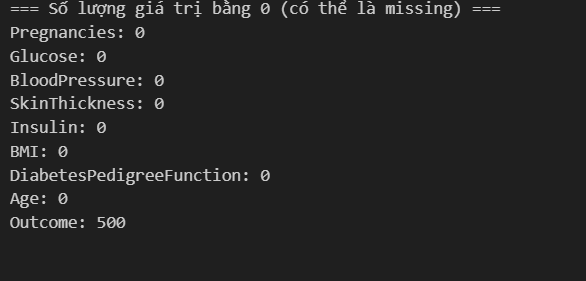 === Số lượng giá trị bằng 0 (có thể là missing) ===
Pregnancies: 0
Glucose: 0
BloodPressure: 0
SkinThickness: 0
Insulin: 0
BMI: 0
DiabetesPedigreeFunction: 0
Age: 0
Outcome: 500